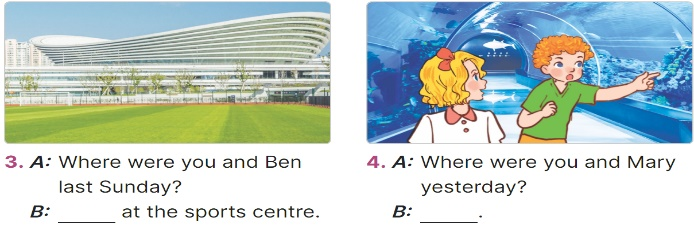 3. A: Where were you and Ben
last Sunday?
B: ______ at the sports centre.
4. A: Where were you and Mary
yesterday?
B: ______.